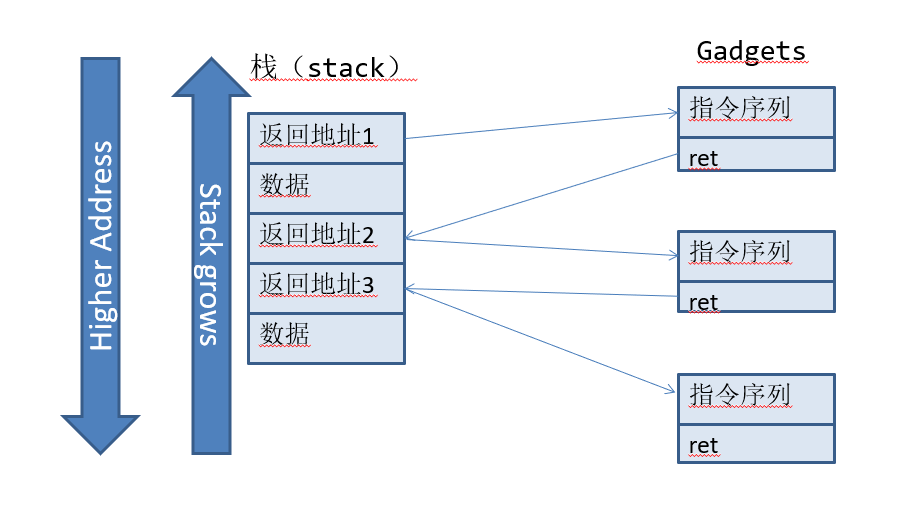 Higher Address
Stack grows
栈（stack）
返回地址1
数据
返回地址2
返回地址3
数据
Gadgets
指令序列
ret
指令序列
ret
指令序列
ret